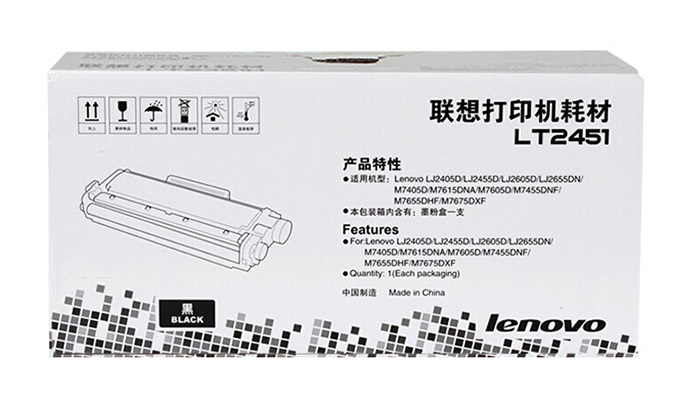 联想打印机耗材
LT2451
产品特性
●适用机型：Lenovo LJ2405D/LJ2455D/LJ2605D/LJ2655DN/
M7405D/M7615DNA/M7605D/M7455DNF/
M7655DHF/M7675DXF
●本包装箱内含有：墨粉盒一支
Features
●For:Lenovo LJ2405D/LJ2455D/LJ2605D/LJ2655DN/
M7405D/M7615DNA/M7605D/M7455DNF/
M7655DHF/M7675DXF
●Quantity: 1(Each packaging)
中国制造 Made in China
黑
BLACK
lenovo